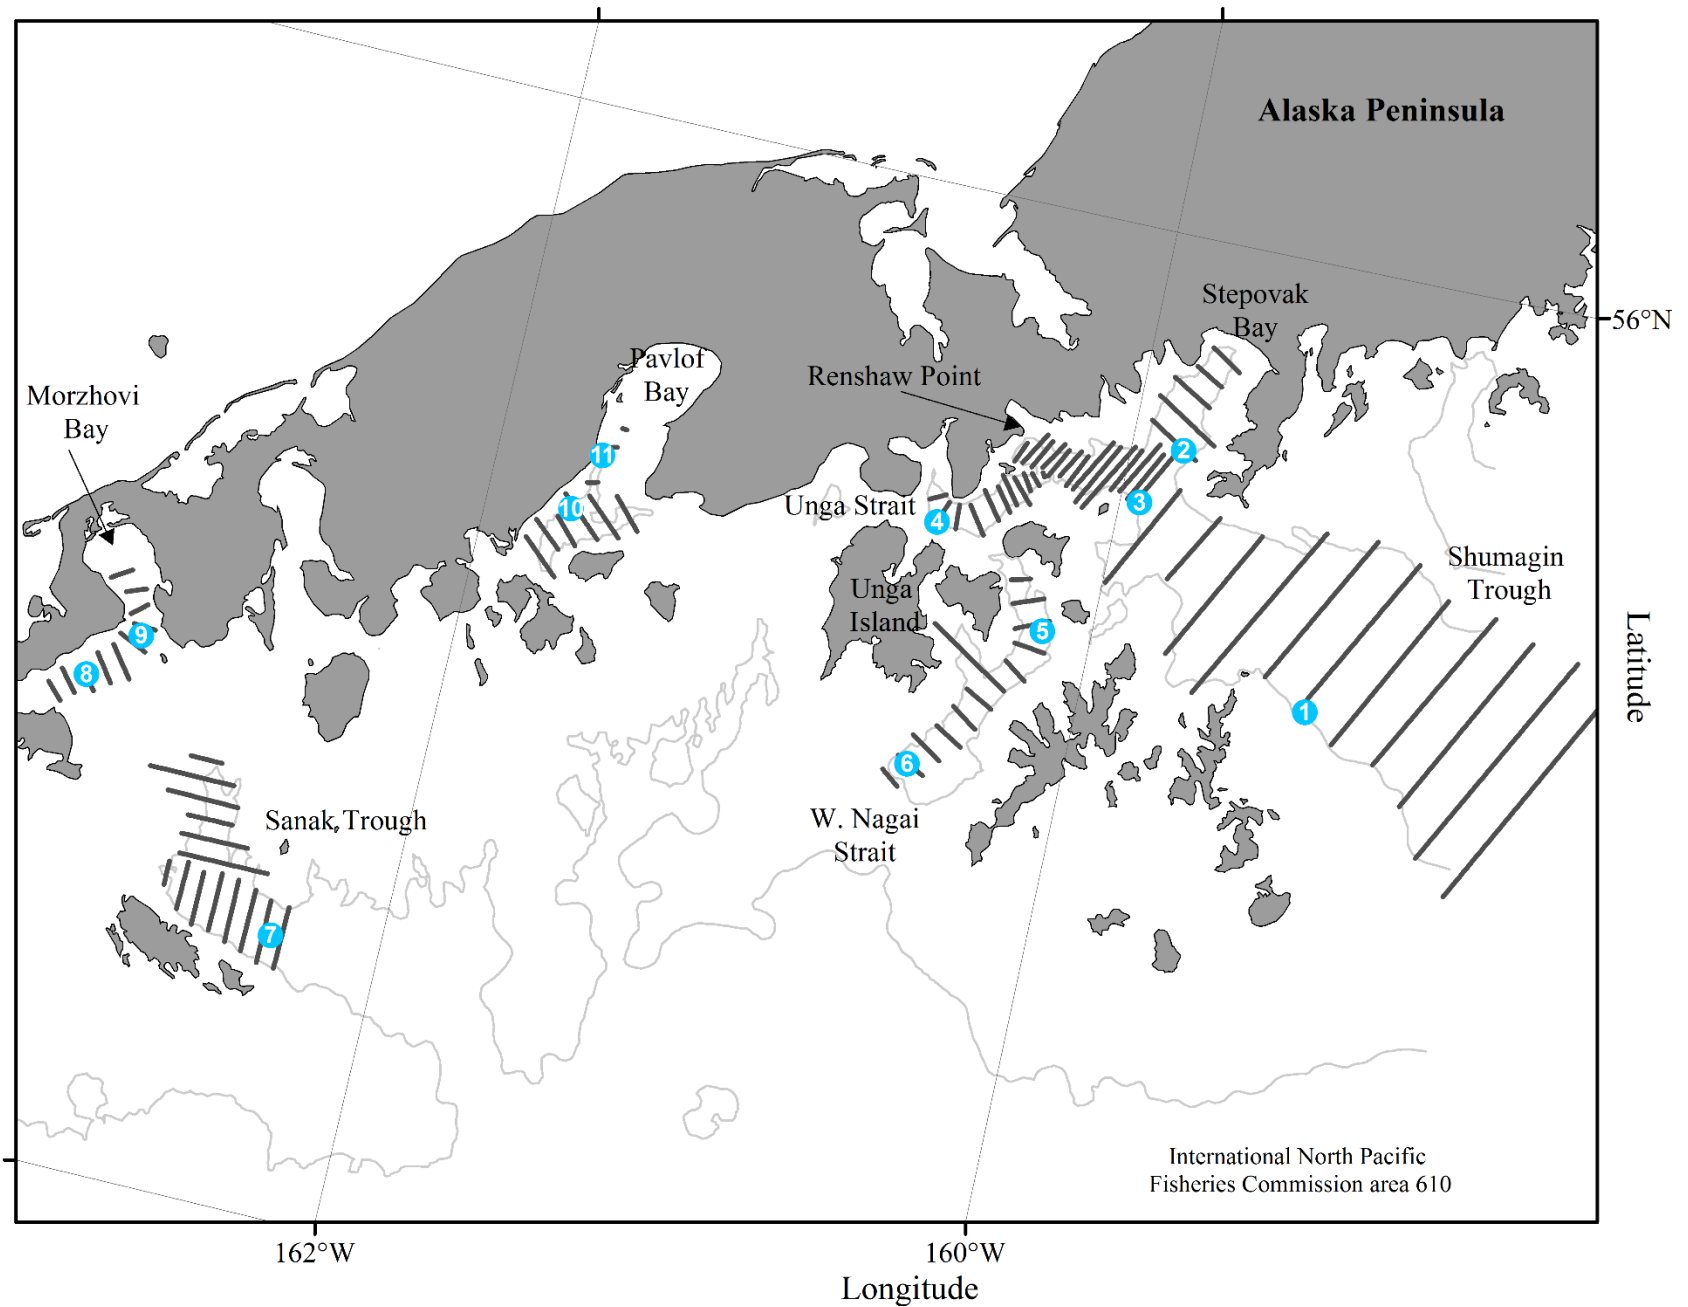 Alaska Peninsula
Stepovak
Bay
56°N
Pavlof
Bay
Renshaw Point
Morzhovi
Bay
2
11
3
Unga Strait
10
4
Shumagin
Trough
Unga
Island
5
9
8
Latitude
1
6
Sanak Trough
W. Nagai
Strait
7
International North Pacific
Fisheries Commission area 610
162°W
160°W
Longitude